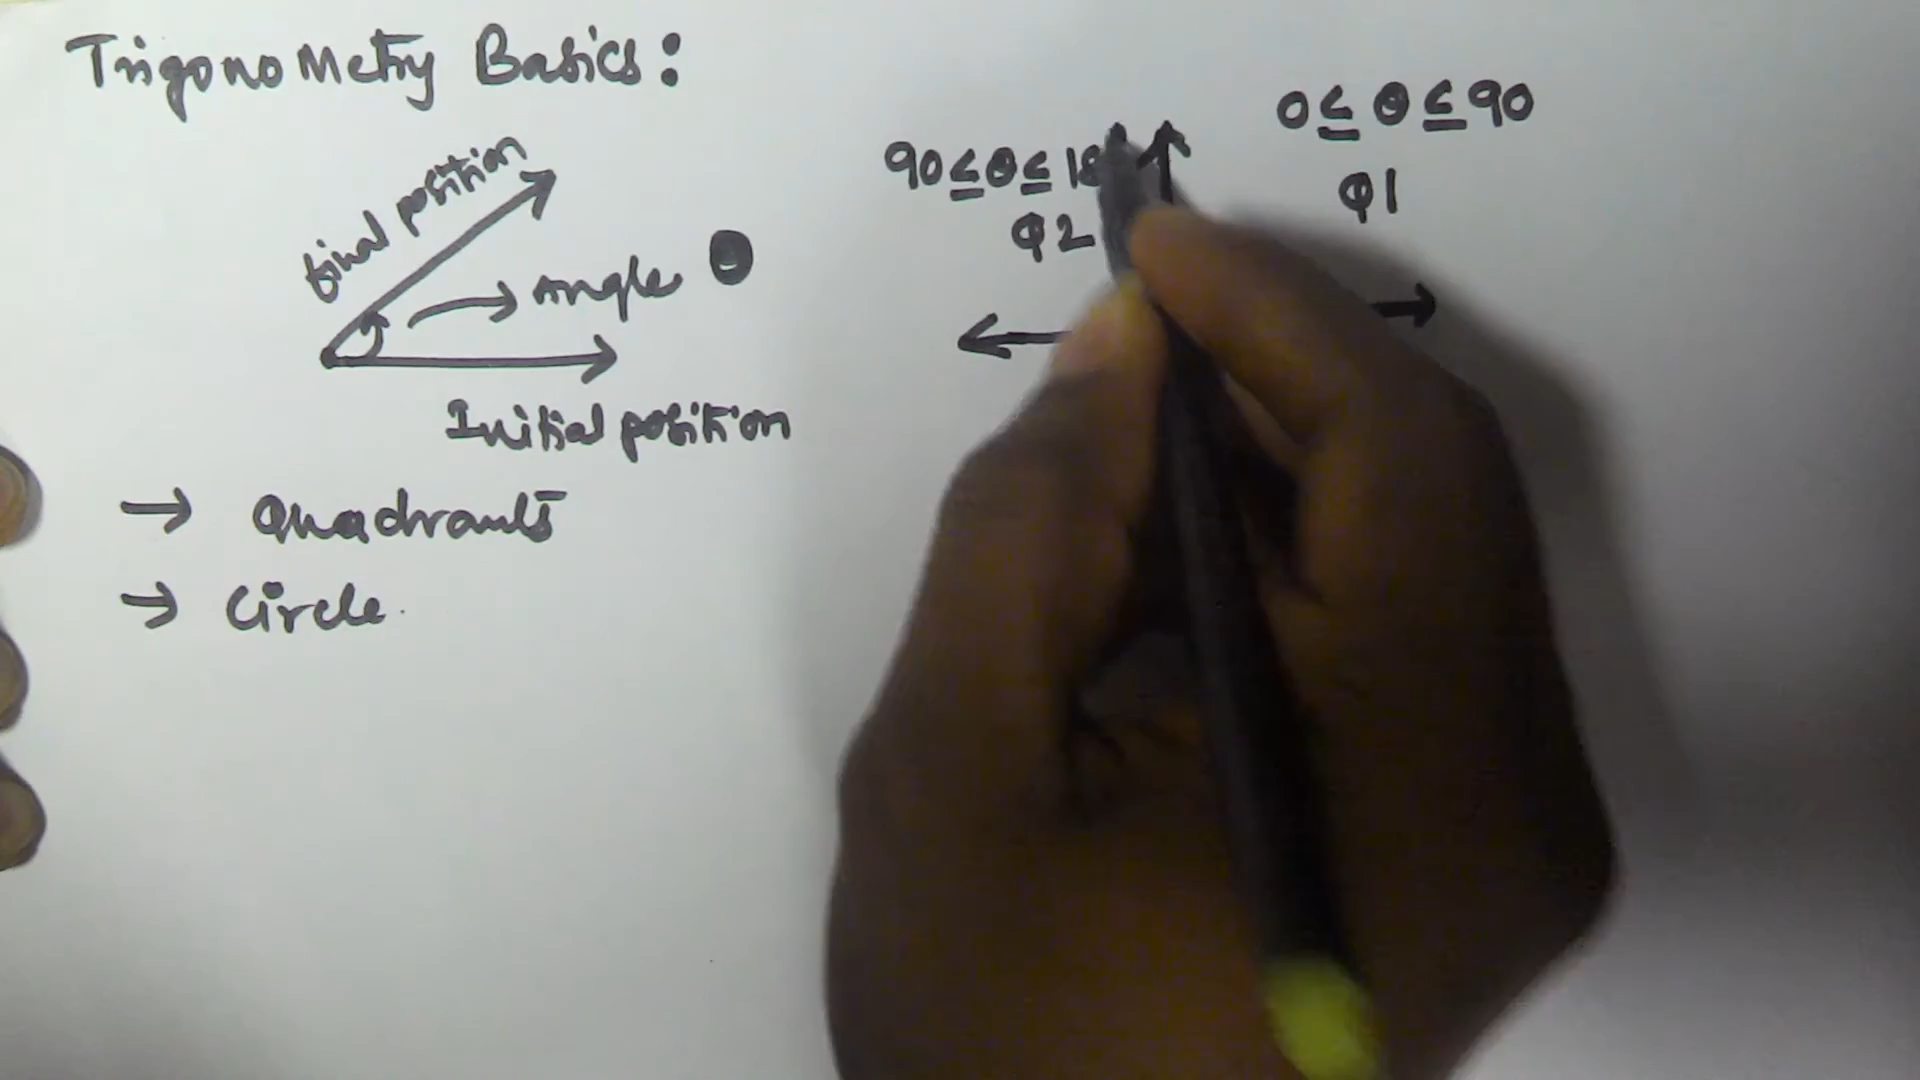 TrigonoMetry Basics:
final position
Angle θ
Initial position
→ Quadrants
→ Circle.
90 ≤ θ ≤ 18
Q2
0 ≤ θ ≤ 90
Q1